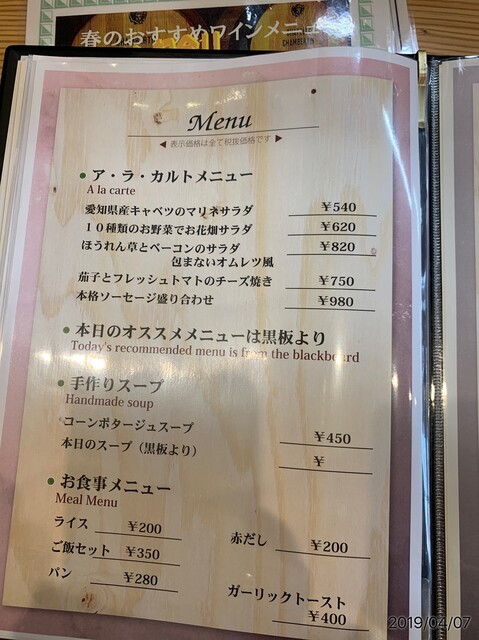 春のおすすめワインメニュー
CHAMBERTIN
Menu
◀ 表示価格は全て税抜価格です ▶
● ア・ラ・カルトメニュー
A la carte
愛知県産キャベツのマリネサラダ ￥540
１０種類のお野菜でお花畑サラダ ￥620
ほうれん草とベーコンのサラダ ￥820
包まないオムレツ風
茄子とフレッシュトマトのチーズ焼き ￥750
本格ソーセージ盛り合わせ ￥980
● 本日のオススメメニューは黒板より
Today's recommended menu is from the blackboard
● 手作りスープ
Handmade soup
コーンポタージュスープ ￥450
本日のスープ（黒板より） ￥
● お食事メニュー
Meal Menu
ライス ￥200
ご飯セット ￥350
パン ￥280
赤だし ￥200
ガーリックトースト
￥400
2019/04/07